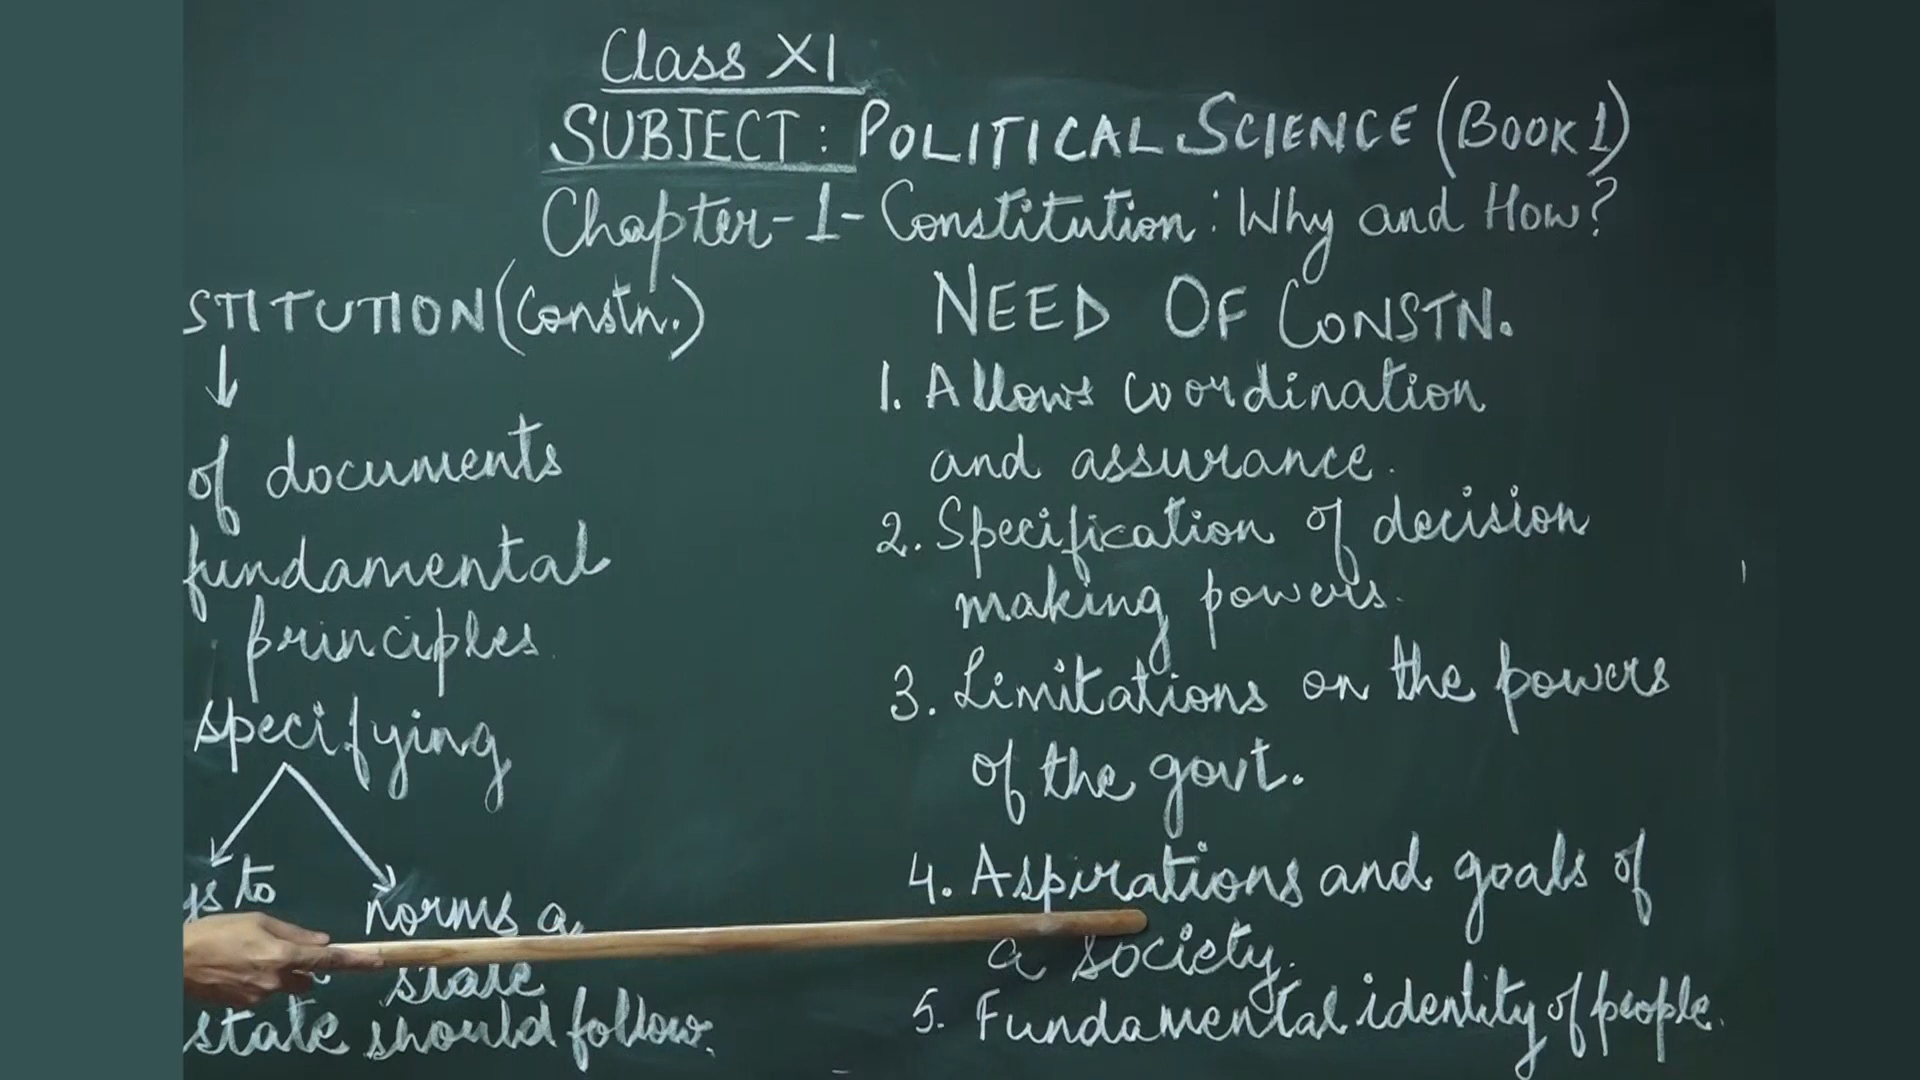 Class XI
SUBJECT: POLITICAL SCIENCE (BOOK 1)
Chapter-1-Constitution: Why and How?
STITUTION (Constn.)
of documents
fundamental
principles.
specifying
to
norms a
state
state should follow.
NEED OF CONSTN.
1. Allows coordination
and assurance.
2. Specification of decision
making powers.
3. Limitations on the powers
of the govt.
4. Aspirations and goals of
a society.
5. Fundamental identity of people.